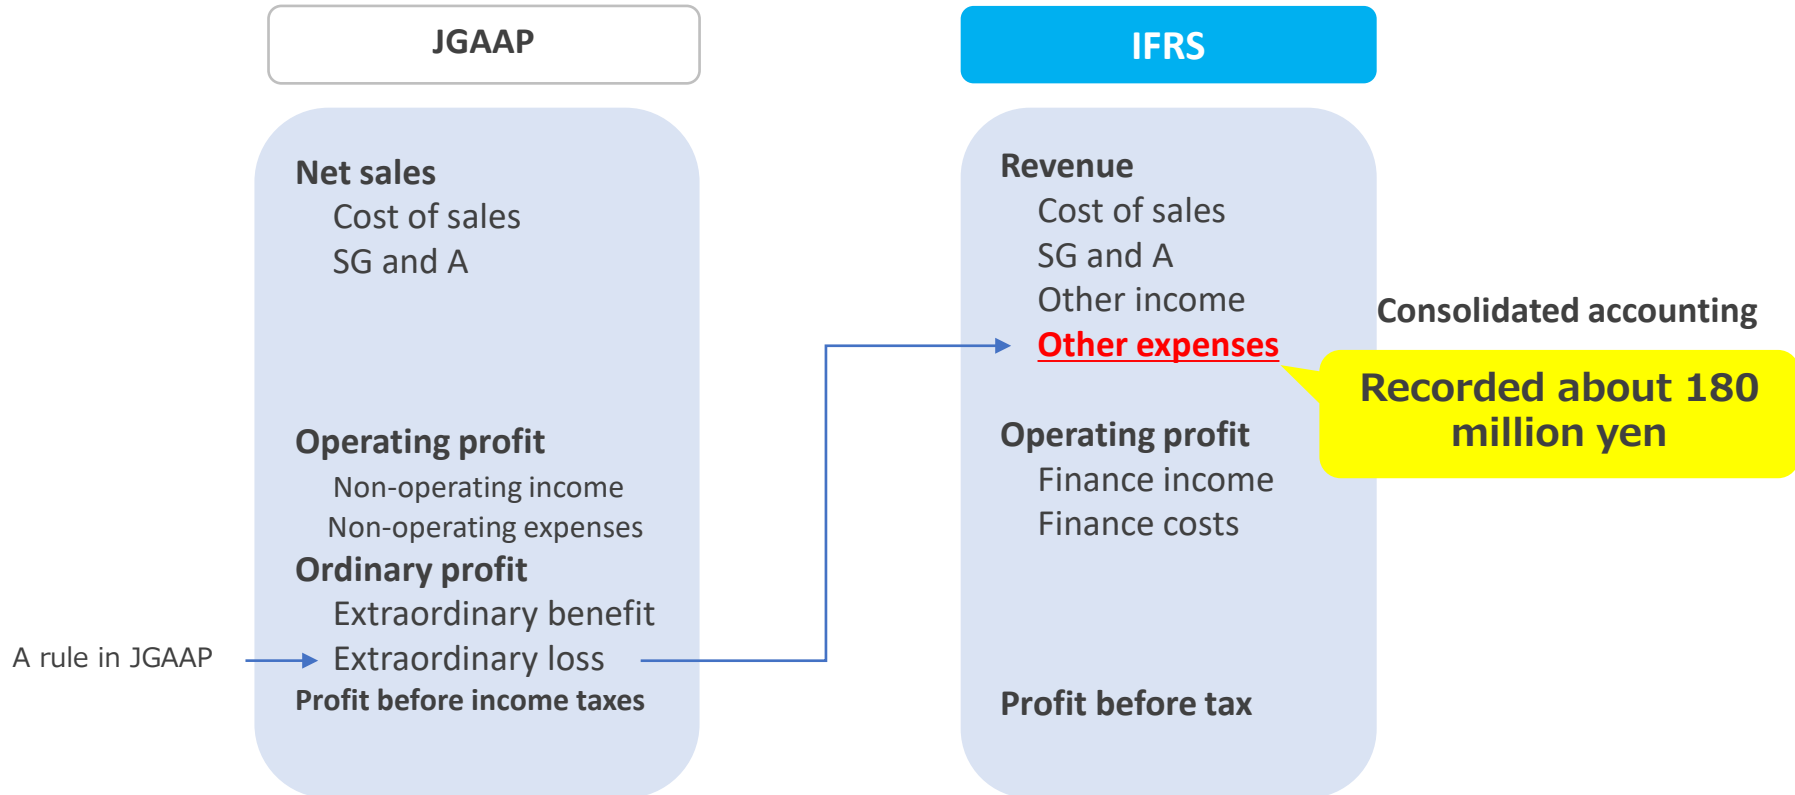 JGAAP
Net sales
Cost of sales
SG and A
Operating profit
Non-operating income
Non-operating expenses
Ordinary profit
Extraordinary benefit
A rule in JGAAP
Extraordinary loss
Profit before income taxes
IFRS
Revenue
Cost of sales
SG and A
Other income
Other expenses
Consolidated accounting
Recorded about 180
million yen
Operating profit
Finance income
Finance costs
Profit before tax